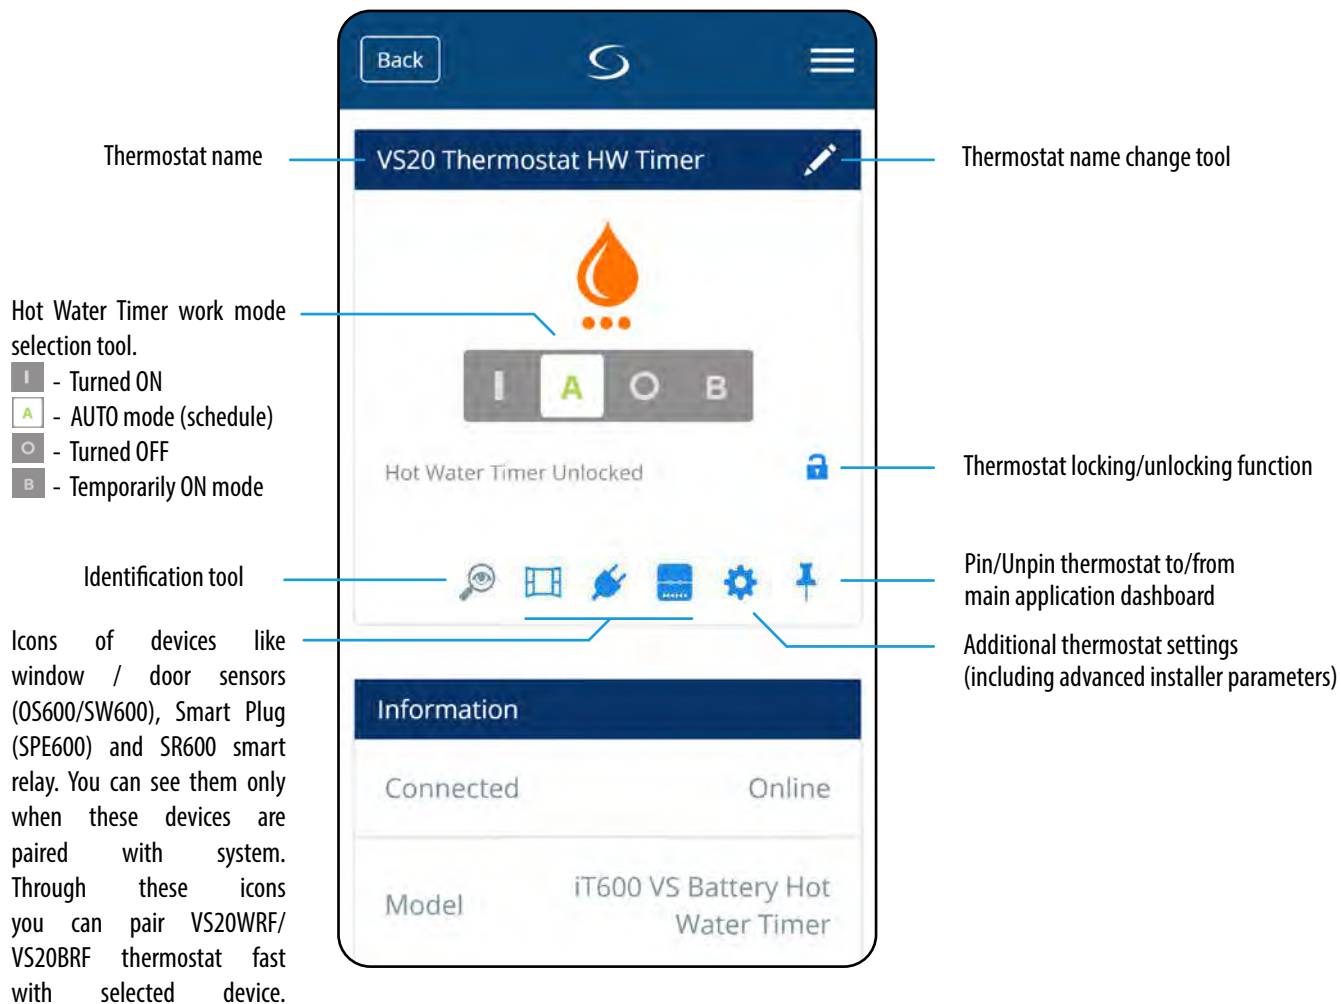 Back
Thermostat name
VS20 Thermostat HW Timer
Thermostat name change tool
Hot Water Timer work mode
selection tool.
I - Turned ON
A - AUTO mode (schedule)
O - Turned OFF
B - Temporarily ON mode
I A O B
Hot Water Timer Unlocked
Thermostat locking/unlocking function
Identification tool
Pin/Unpin thermostat to/from
main application dashboard
Additional thermostat settings
(including advanced installer parameters)
Icons of devices like
window / door sensors
(OS600/SW600), Smart Plug
(SPE600) and SR600 smart
relay. You can see them only
when these devices are
paired with system.
Through these icons
you can pair VS20WRF/
VS20BRF thermostat fast
with selected device.
Information
Connected Online
Model iT600 VS Battery Hot
Water Timer